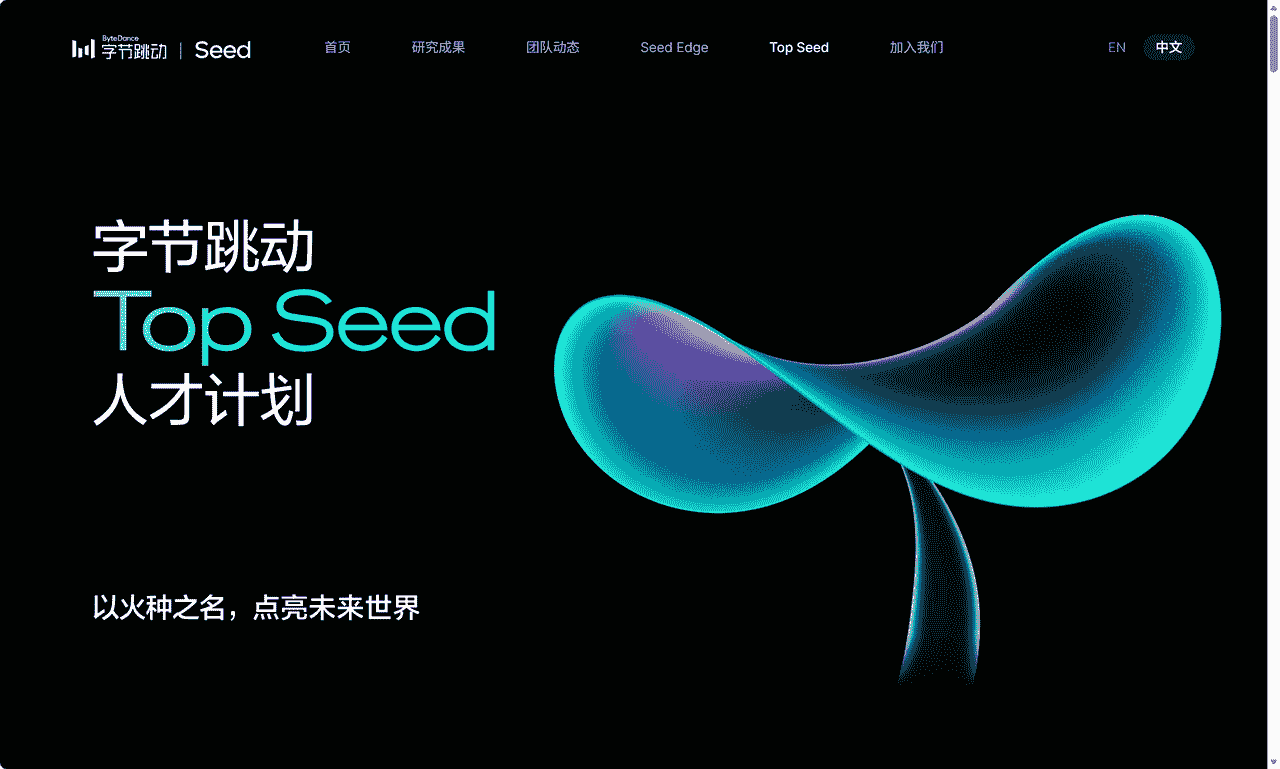 ByteDance
字节跳动 | Seed
首页
研究成果
团队动态
Seed Edge
Top Seed
加入我们
EN
中文
字节跳动
Top Seed
人才计划
以火种之名，点亮未来世界